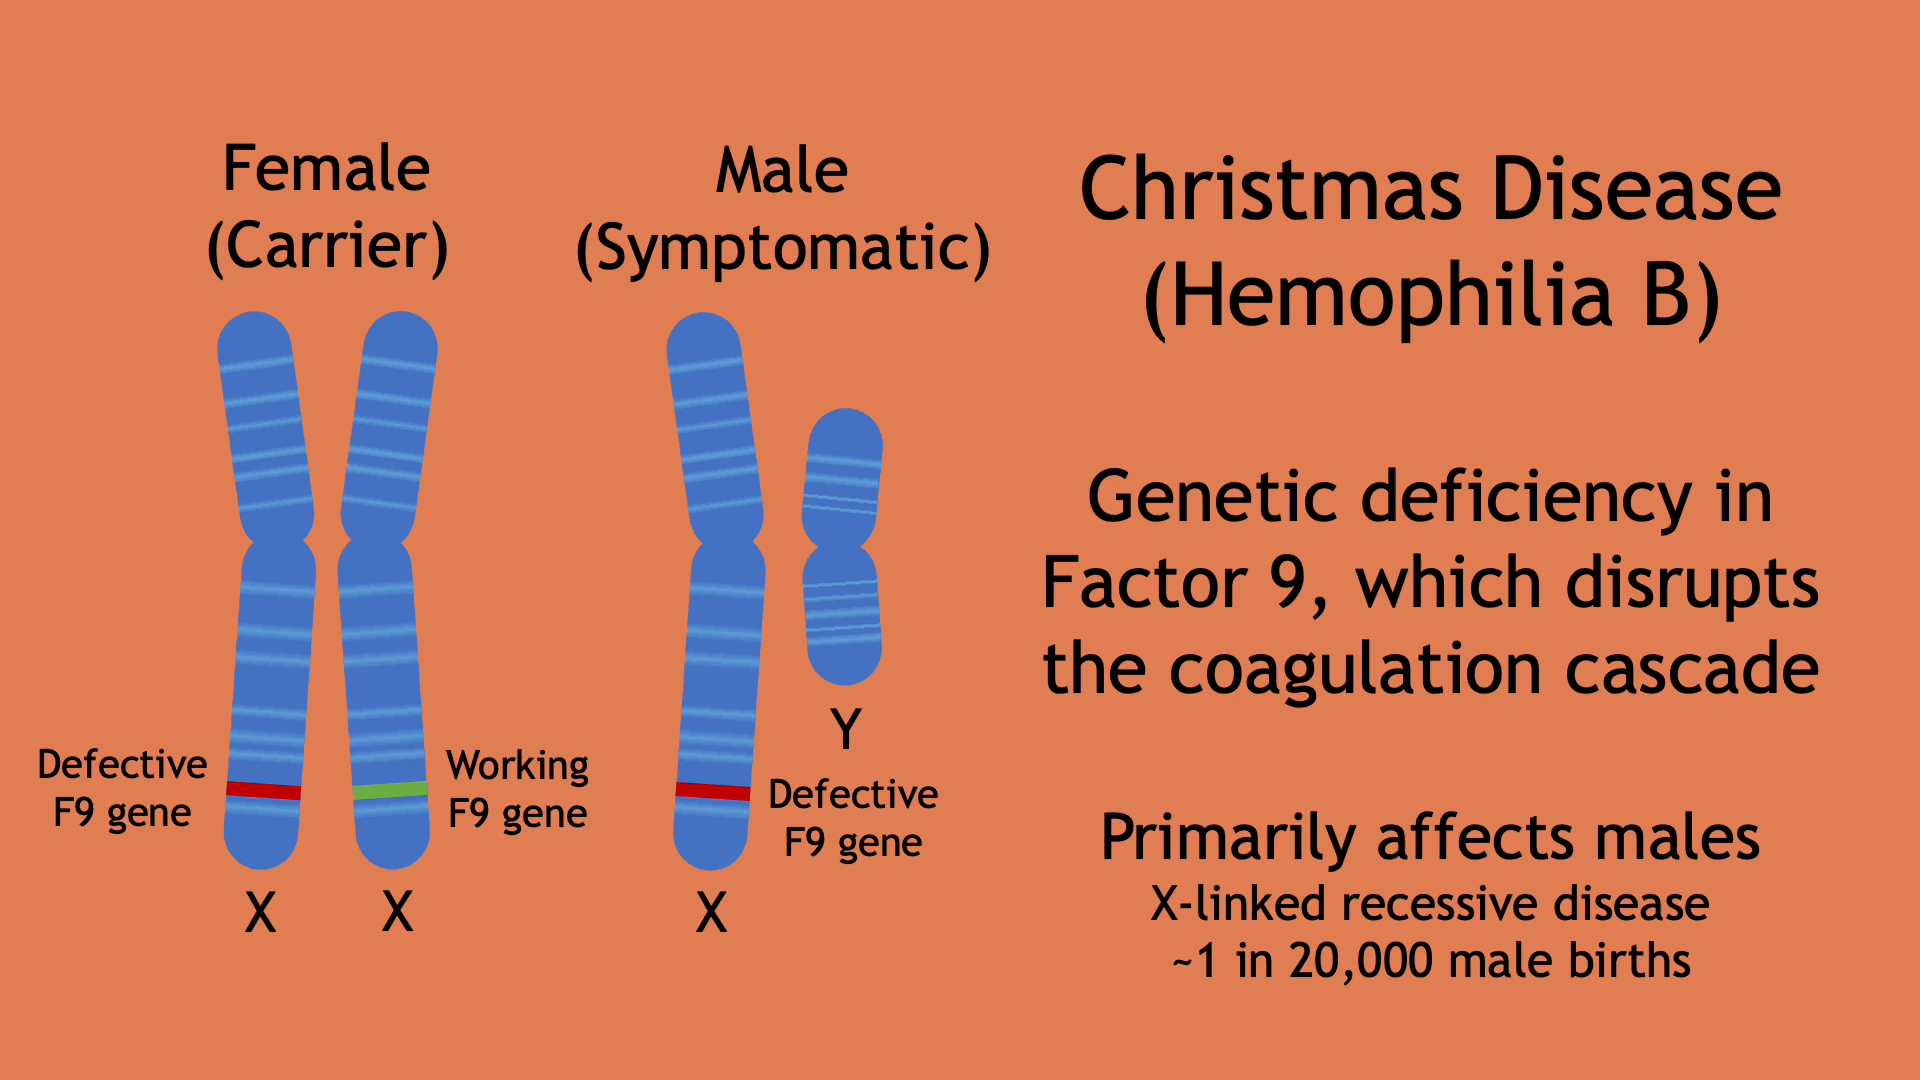 Female
(Carrier)
Defective
F9 gene
Working
F9 gene
X
X
Male
(Symptomatic)
Y
Defective
F9 gene
X
Christmas Disease
(Hemophilia B)
Genetic deficiency in
Factor 9, which disrupts
the coagulation cascade
Primarily affects males
X-linked recessive disease
~1 in 20,000 male births